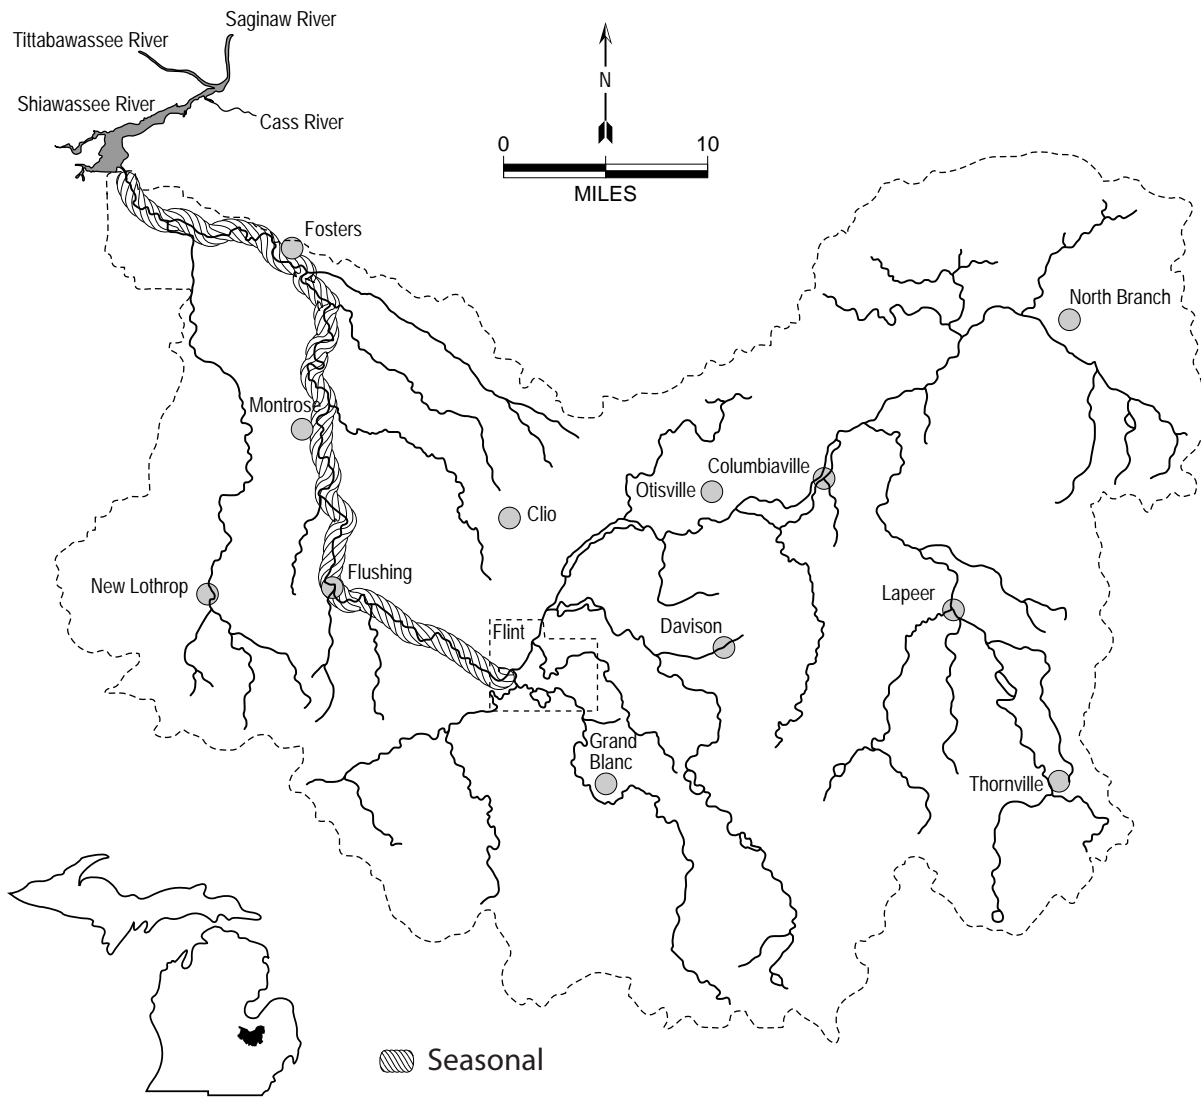 Saginaw River
Tittabawassee River
Shiawassee River
Cass River
N
0 10
MILES
Fosters
North Branch
Montrose
Columbiaville
Otisville
Clio
Flushing
New Lothrop
Lapeer
Flint
Davison
Grand
Blanc
Thornville
Seasonal